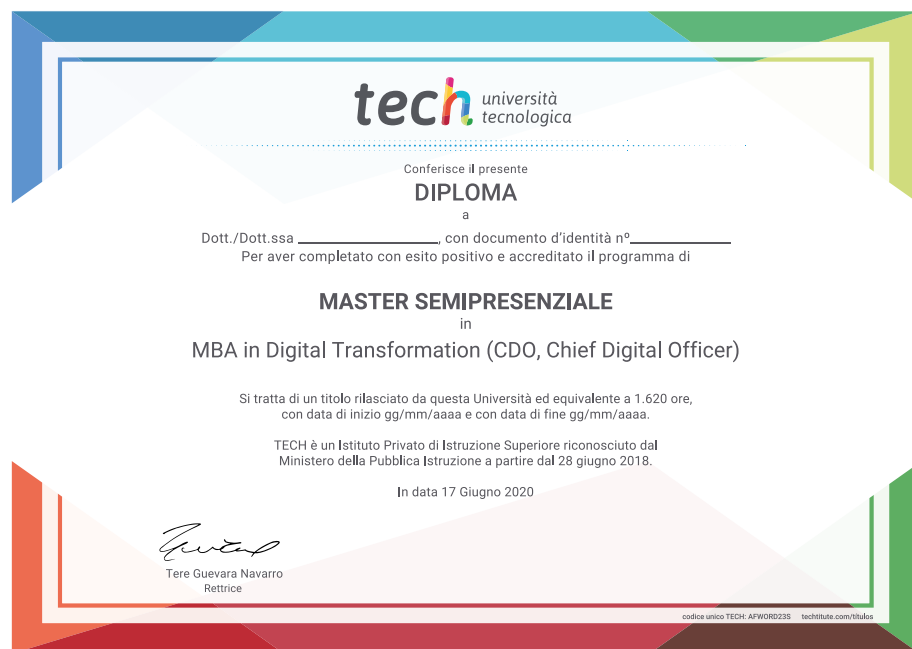 tech università
tecnologica
Conferisce il presente
DIPLOMA
a
Dott./Dott.ssa ____________________, con documento d'identità nº______________
Per aver completato con esito positivo e accreditato il programma di
MASTER SEMIPRESENZIALE
in
MBA in Digital Transformation (CDO, Chief Digital Officer)
Si tratta di un titolo rilasciato da questa Università ed equivalente a 1.620 ore,
con data di inizio gg/mm/aaaa e con data di fine gg/mm/aaaa.
TECH è un Istituto Privato di Istruzione Superiore riconosciuto dal
Ministero della Pubblica Istruzione a partire dal 28 giugno 2018.
In data 17 Giugno 2020
Tere Guevara Navarro
Rettrice
codice unico TECH: AFWORD23S techtitute.com/titulos